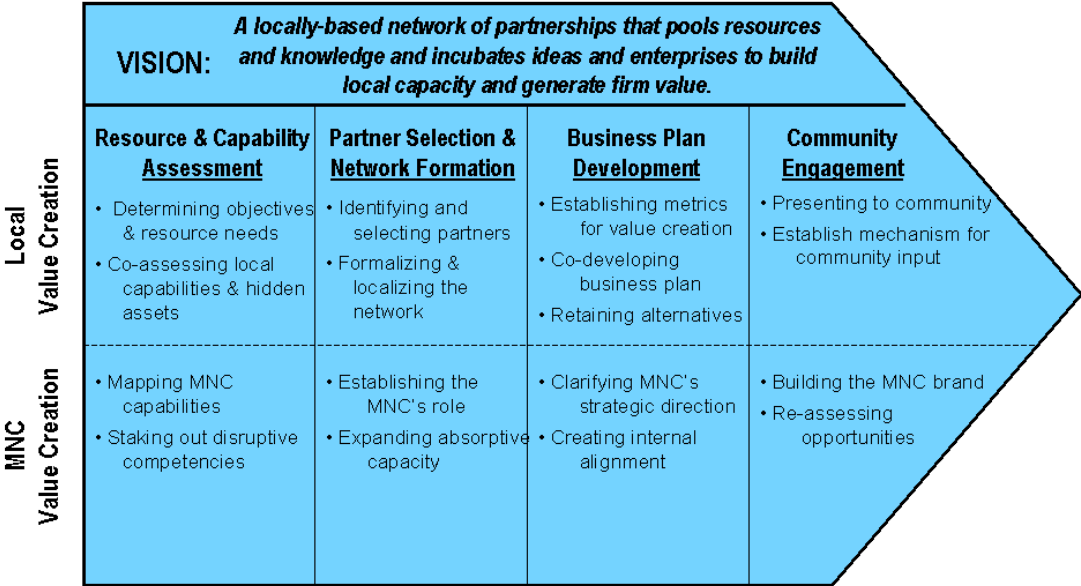 VISION:
A locally-based network of partnerships that pools resources
and knowledge and incubates ideas and enterprises to build
local capacity and generate firm value.
Local
Value Creation
Resource & Capability
Assessment
• Determining objectives
& resource needs
• Co-assessing local
capabilities & hidden
assets
Partner Selection &
Network Formation
• Identifying and
selecting partners
• Formalizing &
localizing the
network
Business Plan
Development
• Establishing metrics
for value creation
• Co-developing
business plan
• Retaining alternatives
Community
Engagement
• Presenting to community
• Establish mechanism for
community input
MNC
Value Creation
• Mapping MNC
capabilities
• Staking out disruptive
competencies
• Establishing the
MNC's role
• Expanding absorptive
capacity
• Clarifying MNC's
strategic direction
• Creating internal
alignment
• Building the MNC brand
• Re-assessing
opportunities